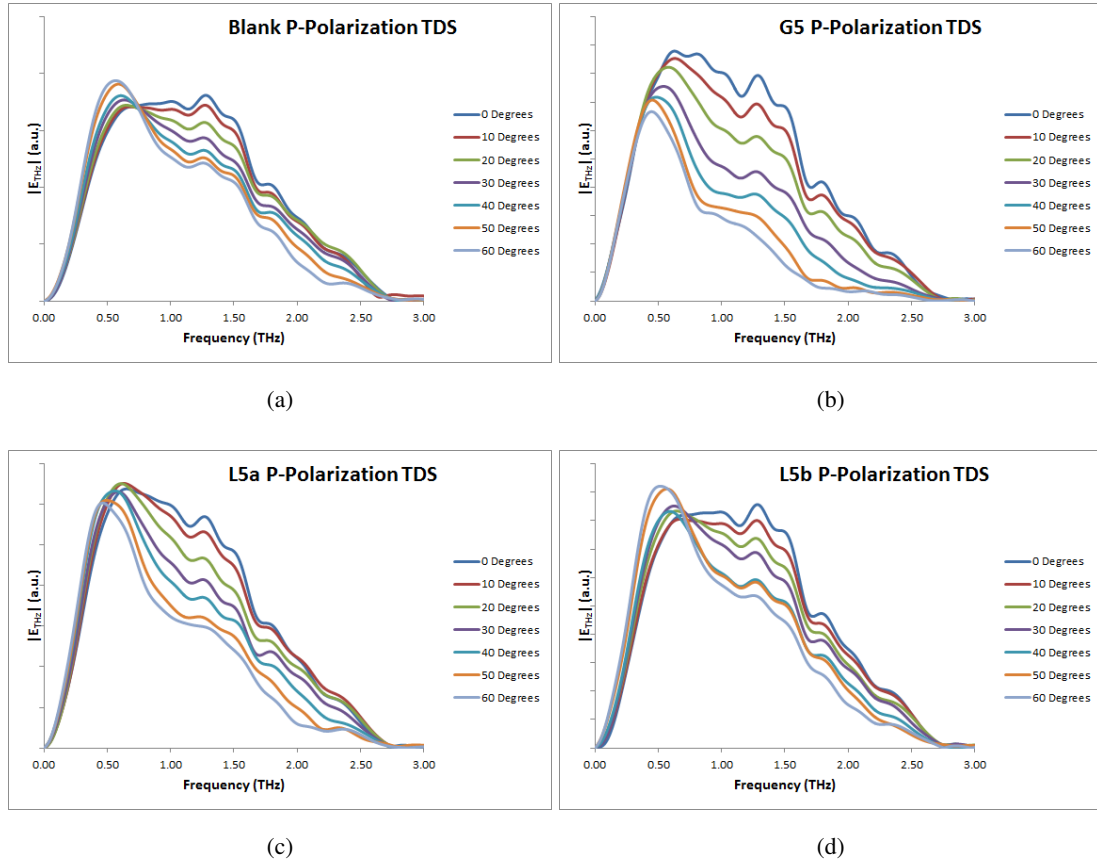 Blank P-Polarization TDS
|E_THz| (a.u.)
0 Degrees
10 Degrees
20 Degrees
30 Degrees
40 Degrees
50 Degrees
60 Degrees
0.00 0.50 1.00 1.50 2.00 2.50 3.00
Frequency (THz)
(a)
G5 P-Polarization TDS
|E_THz| (a.u.)
0 Degrees
10 Degrees
20 Degrees
30 Degrees
40 Degrees
50 Degrees
60 Degrees
0.00 0.50 1.00 1.50 2.00 2.50 3.00
Frequency (THz)
(b)
L5a P-Polarization TDS
|E_THz| (a.u.)
0 Degrees
10 Degrees
20 Degrees
30 Degrees
40 Degrees
50 Degrees
60 Degrees
0.00 0.50 1.00 1.50 2.00 2.50 3.00
Frequency (THz)
(c)
L5b P-Polarization TDS
|E_THz| (a.u.)
0 Degrees
10 Degrees
20 Degrees
30 Degrees
40 Degrees
50 Degrees
60 Degrees
0.00 0.50 1.00 1.50 2.00 2.50 3.00
Frequency (THz)
(d)